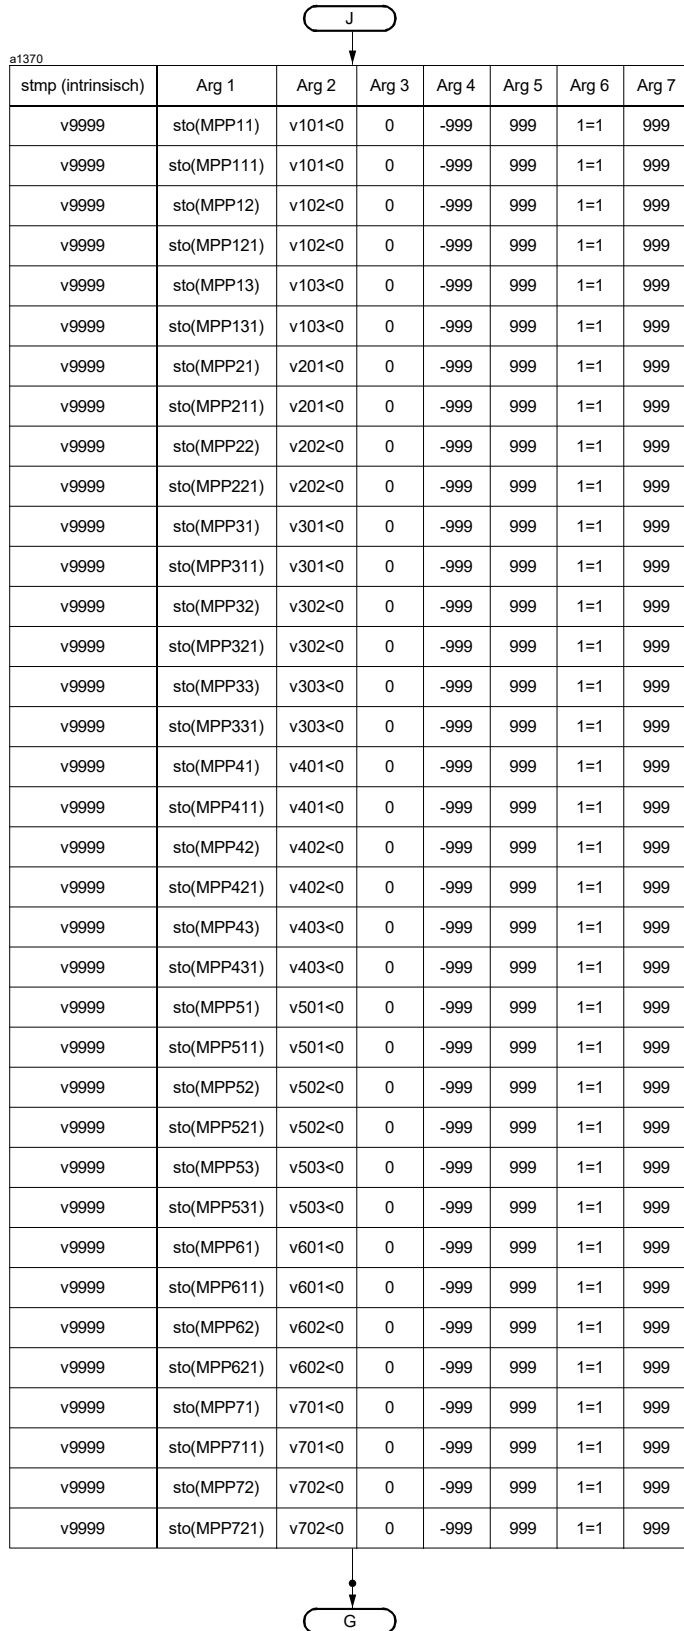 J
a1370
stmp (intrinsisch) Arg 1 Arg 2 Arg 3 Arg 4 Arg 5 Arg 6 Arg 7
v9999 sto(MPP11) v101<0 0 -999 999 1=1 999
v9999 sto(MPP111) v101<0 0 -999 999 1=1 999
v9999 sto(MPP12) v102<0 0 -999 999 1=1 999
v9999 sto(MPP121) v102<0 0 -999 999 1=1 999
v9999 sto(MPP13) v103<0 0 -999 999 1=1 999
v9999 sto(MPP131) v103<0 0 -999 999 1=1 999
v9999 sto(MPP21) v201<0 0 -999 999 1=1 999
v9999 sto(MPP211) v201<0 0 -999 999 1=1 999
v9999 sto(MPP22) v202<0 0 -999 999 1=1 999
v9999 sto(MPP221) v202<0 0 -999 999 1=1 999
v9999 sto(MPP31) v301<0 0 -999 999 1=1 999
v9999 sto(MPP311) v301<0 0 -999 999 1=1 999
v9999 sto(MPP32) v302<0 0 -999 999 1=1 999
v9999 sto(MPP321) v302<0 0 -999 999 1=1 999
v9999 sto(MPP33) v303<0 0 -999 999 1=1 999
v9999 sto(MPP331) v303<0 0 -999 999 1=1 999
v9999 sto(MPP41) v401<0 0 -999 999 1=1 999
v9999 sto(MPP411) v401<0 0 -999 999 1=1 999
v9999 sto(MPP42) v402<0 0 -999 999 1=1 999
v9999 sto(MPP421) v402<0 0 -999 999 1=1 999
v9999 sto(MPP43) v403<0 0 -999 999 1=1 999
v9999 sto(MPP431) v403<0 0 -999 999 1=1 999
v9999 sto(MPP51) v501<0 0 -999 999 1=1 999
v9999 sto(MPP511) v501<0 0 -999 999 1=1 999
v9999 sto(MPP52) v502<0 0 -999 999 1=1 999
v9999 sto(MPP521) v502<0 0 -999 999 1=1 999
v9999 sto(MPP53) v503<0 0 -999 999 1=1 999
v9999 sto(MPP531) v503<0 0 -999 999 1=1 999
v9999 sto(MPP61) v601<0 0 -999 999 1=1 999
v9999 sto(MPP611) v601<0 0 -999 999 1=1 999
v9999 sto(MPP62) v602<0 0 -999 999 1=1 999
v9999 sto(MPP621) v602<0 0 -999 999 1=1 999
v9999 sto(MPP71) v701<0 0 -999 999 1=1 999
v9999 sto(MPP711) v701<0 0 -999 999 1=1 999
v9999 sto(MPP72) v702<0 0 -999 999 1=1 999
v9999 sto(MPP721) v702<0 0 -999 999 1=1 999
G